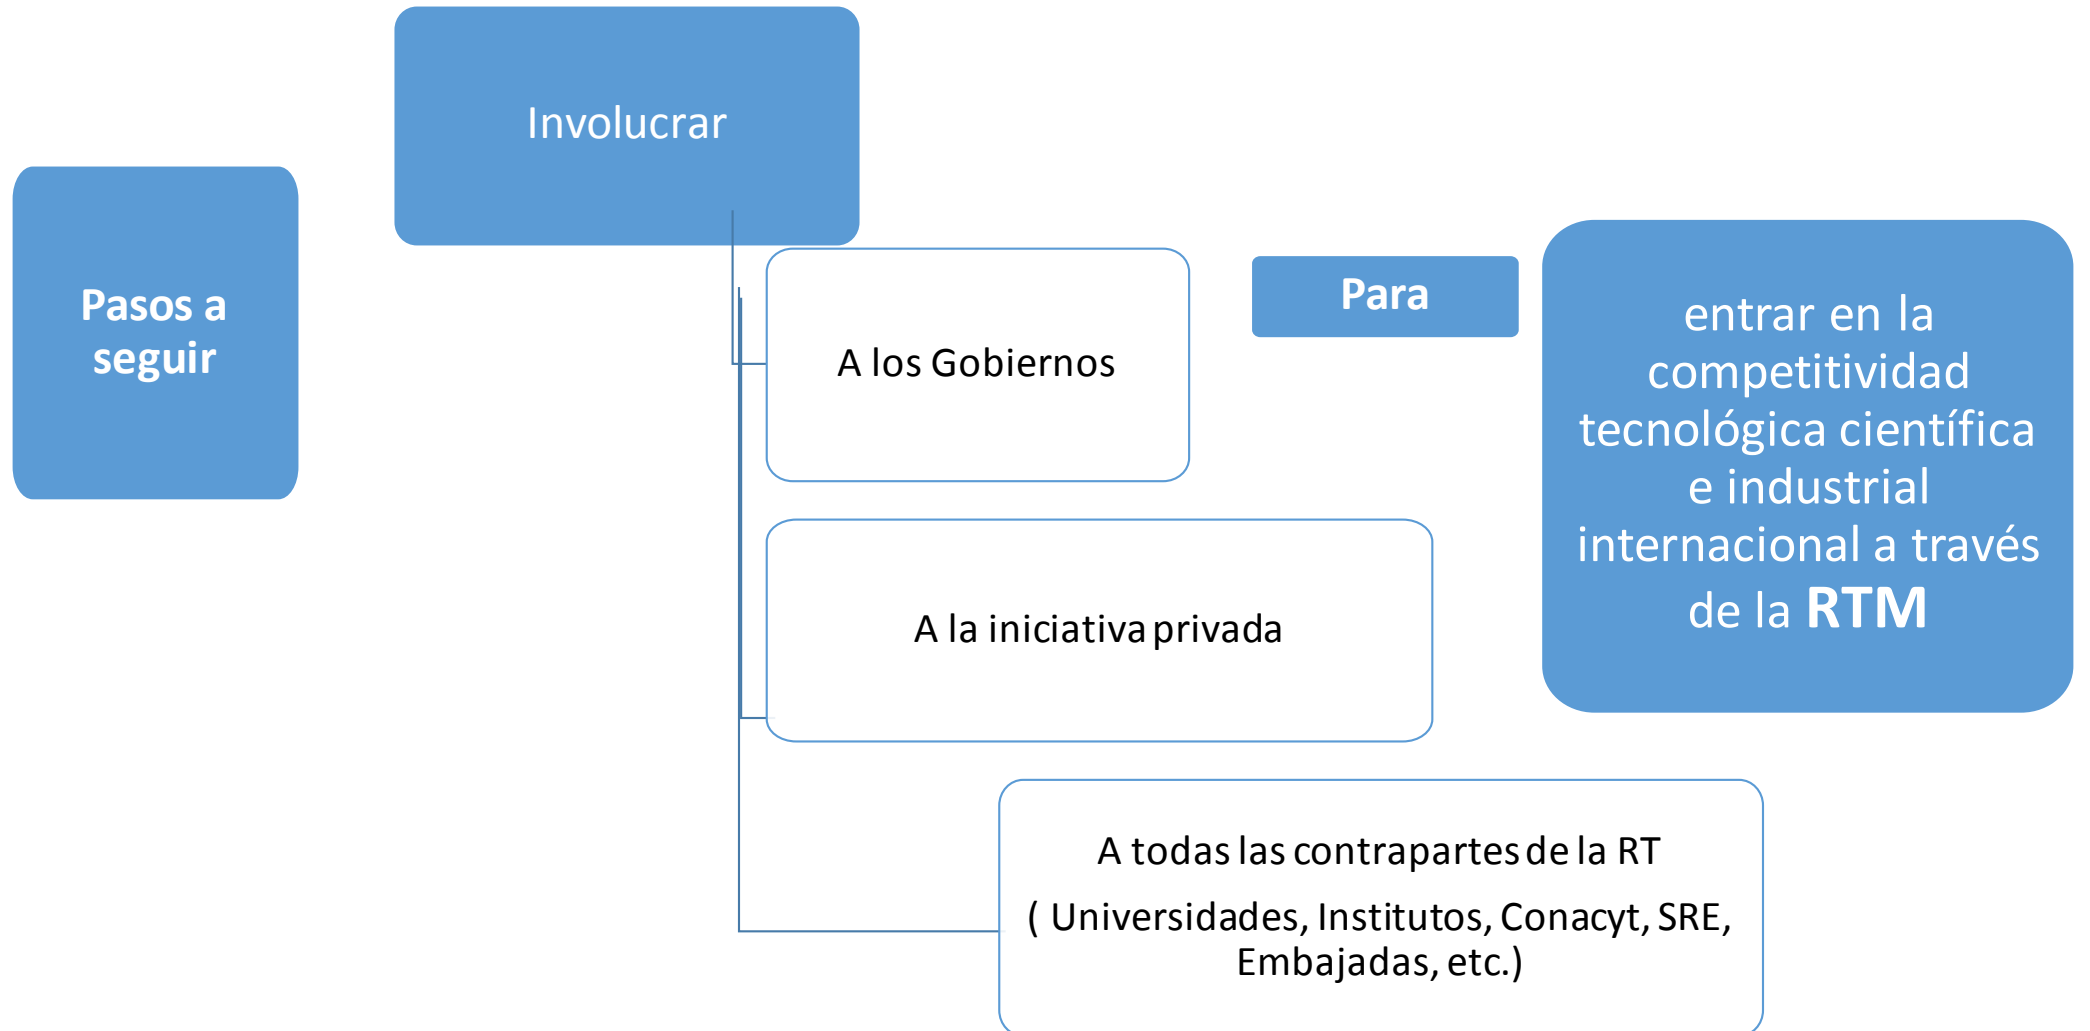 Pasos a
seguir
Involucrar
A los Gobiernos
A la iniciativa privada
A todas las contrapartes de la RT
( Universidades, Institutos, Conacyt, SRE,
Embajadas, etc.)
Para
entrar en la
competitividad
tecnológica científica
e industrial
internacional a través
de la RTM